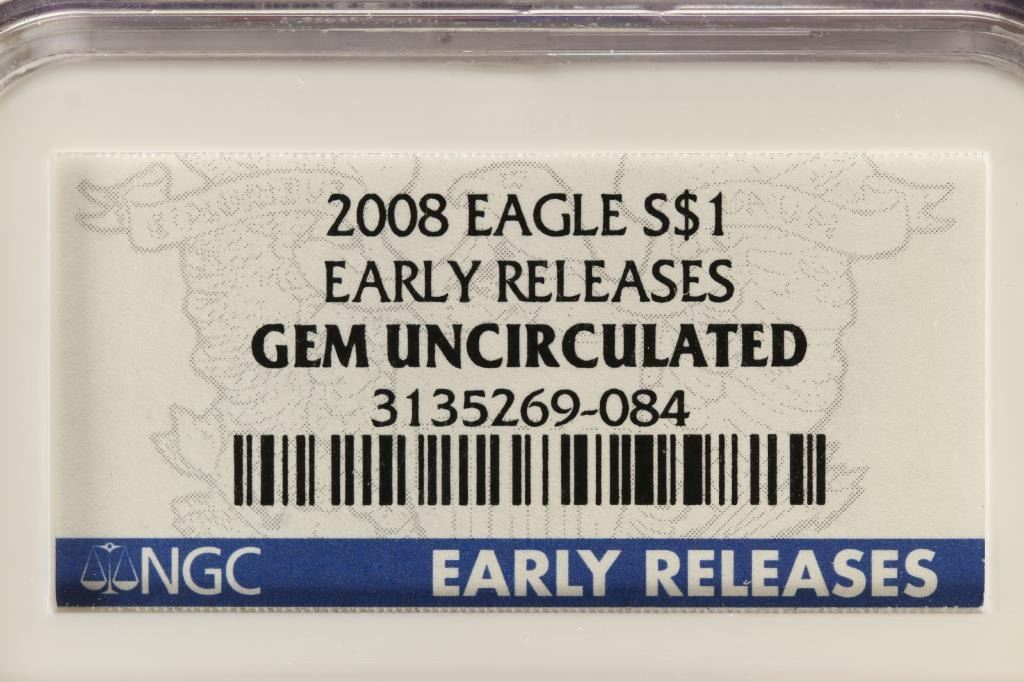 2008 EAGLE S$1
EARLY RELEASES
GEM UNCIRCULATED
3135269-084
NGC EARLY RELEASES